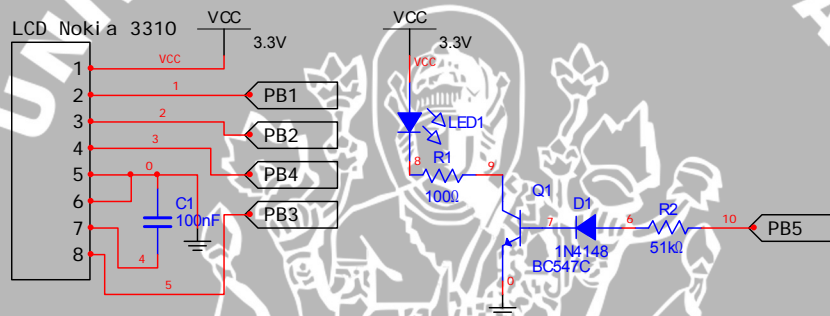 LCD Nokia 3310
VCC
3.3V
1
VCC
2
1
PB1
3
2
PB2
4
3
PB4
5
0
6
C1
100nF
PB3
7
4
8
5
VCC
3.3V
VCC
LED1
8
R1
100Ω
9
Q1
BC547C
0
7
D1
1N4148
6
R2
51kΩ
10
PB5
UNI